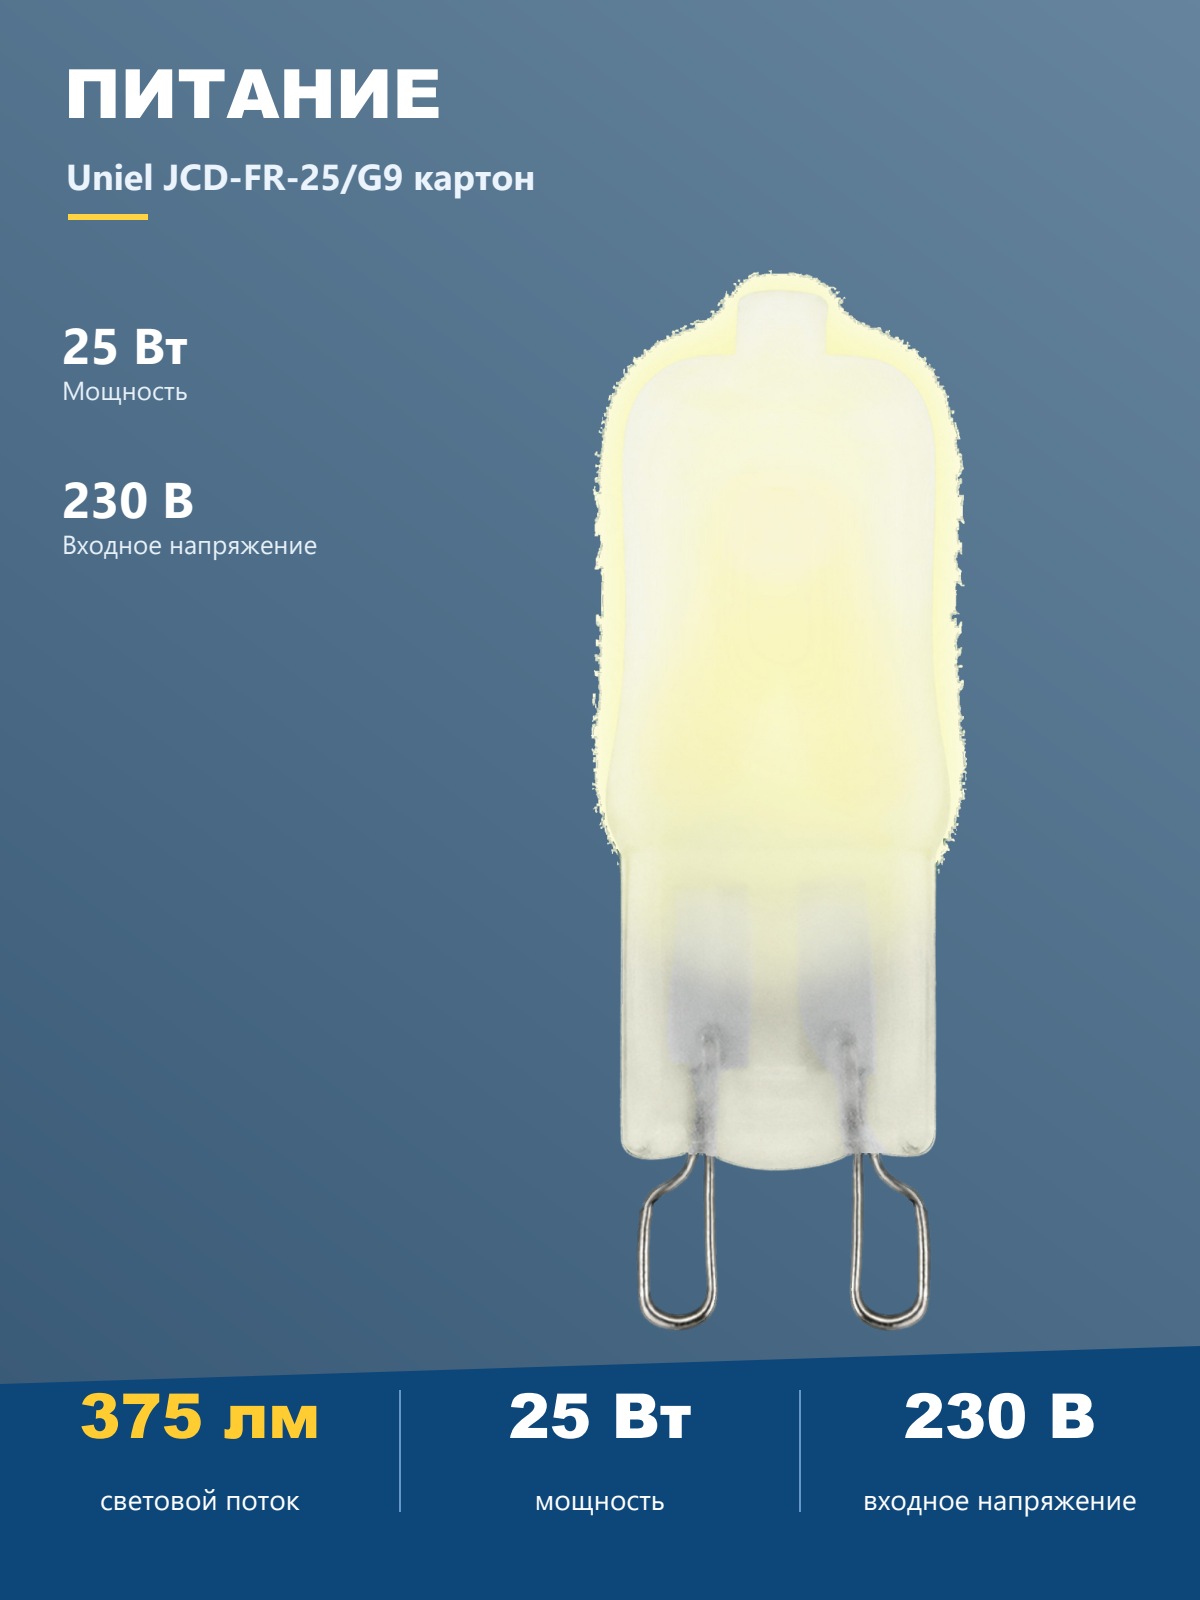 ПИТАНИЕ
Uniel JCD-FR-25/G9 картон
25 Вт
Мощность
230 В
Входное напряжение
375 лм
световой поток
25 Вт
мощность
230 В
входное напряжение